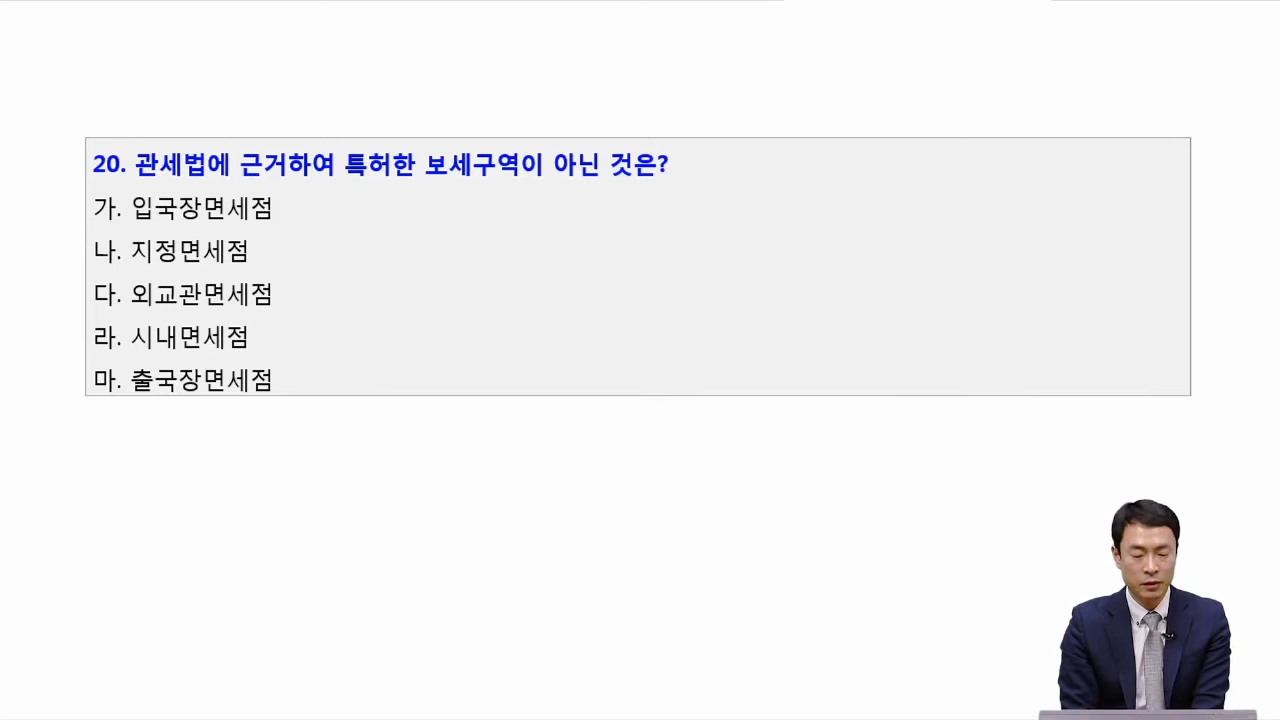 20. 관세법에 근거하여 특허한 보세구역이 아닌 것은?
가. 입국장면세점
나. 지정면세점
다. 외교관면세점
라. 시내면세점
마. 출국장면세점